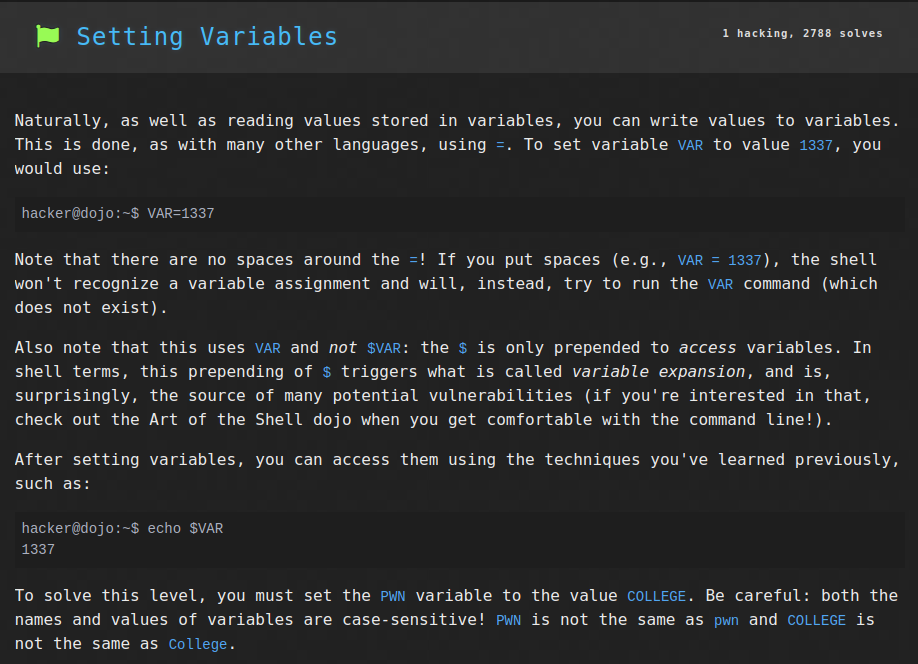 Setting Variables
1 hacking, 2788 solves
Naturally, as well as reading values stored in variables, you can write values to variables.
This is done, as with many other languages, using =. To set variable VAR to value 1337, you
would use:
hacker@dojo:~$ VAR=1337
Note that there are no spaces around the =! If you put spaces (e.g., VAR = 1337), the shell
won't recognize a variable assignment and will, instead, try to run the VAR command (which
does not exist).
Also note that this uses VAR and not $VAR: the $ is only prepended to access variables. In
shell terms, this prepending of $ triggers what is called variable expansion, and is,
surprisingly, the source of many potential vulnerabilities (if you're interested in that,
check out the Art of the Shell dojo when you get comfortable with the command line!).
After setting variables, you can access them using the techniques you've learned previously,
such as:
hacker@dojo:~$ echo $VAR
1337
To solve this level, you must set the PWN variable to the value COLLEGE. Be careful: both the
names and values of variables are case-sensitive! PWN is not the same as pwn and COLLEGE is
not the same as College.